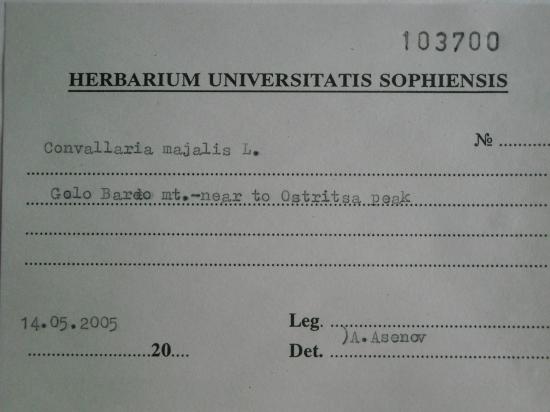 103700
HERBARIUM UNIVERSITATIS SOPHIENSIS
Convallaria majalis L.
№ ..........
Golo Bardo mt.-near to Ostritsa peak
14.05.2005
Leg.
)A.Asenov
....................20.... Det.